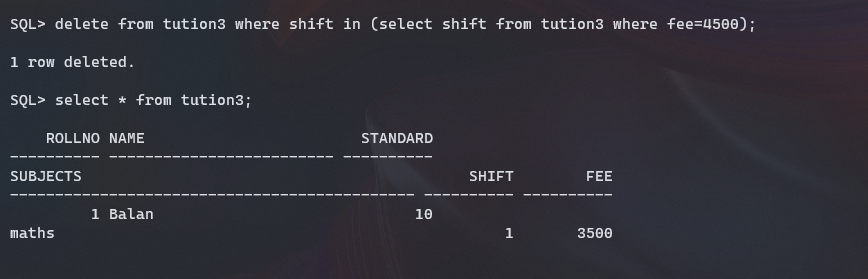 SQL> delete from tution3 where shift in (select shift from tution3 where fee=4500);
1 row deleted.
SQL> select * from tution3;
    ROLLNO NAME                        STANDARD
---------- ------------------------- ----------
SUBJECTS                                           SHIFT        FEE
--------------------------------------------- ---------- ----------
         1 Balan                             10
maths                                                  1       3500